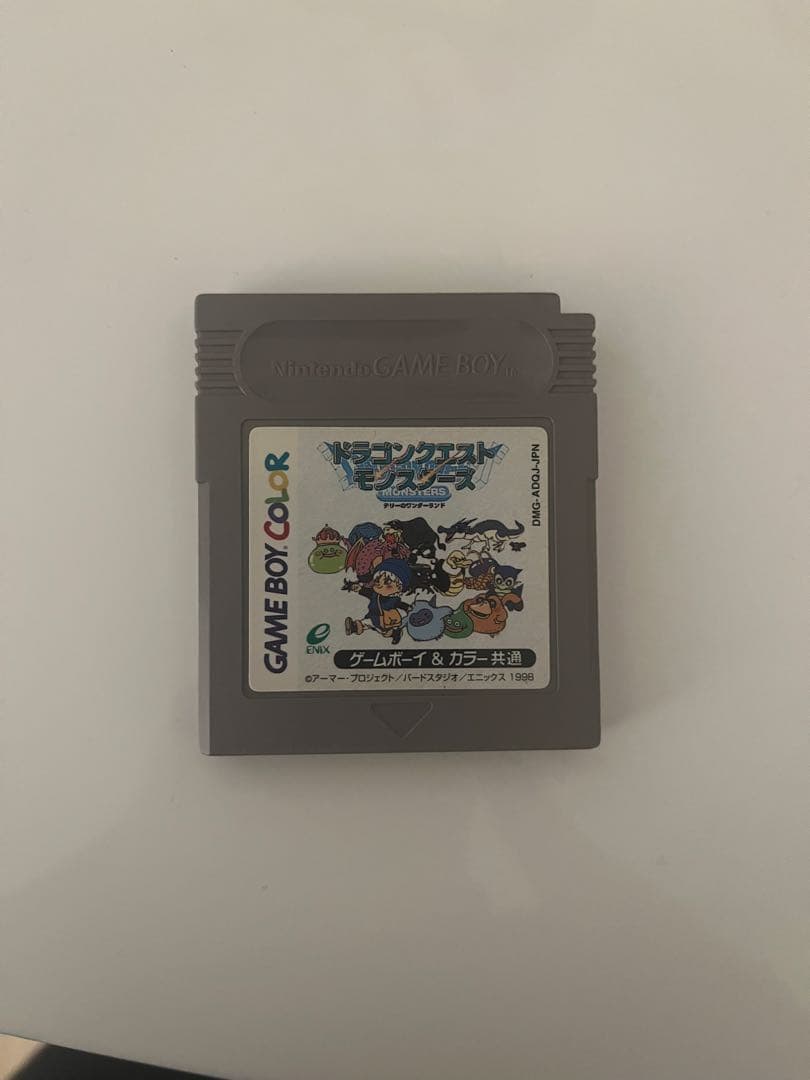 Nintendo GAME BOY TM
GAME BOY COLOR
ドラゴンクエスト
モンスターズ
MONSTERS
テリーのワンダーランド
DMG-ADQJ-JPN
ENIX
ゲームボーイ & カラー共通
©アーマー・プロジェクト/バードスタジオ/エニックス 1998